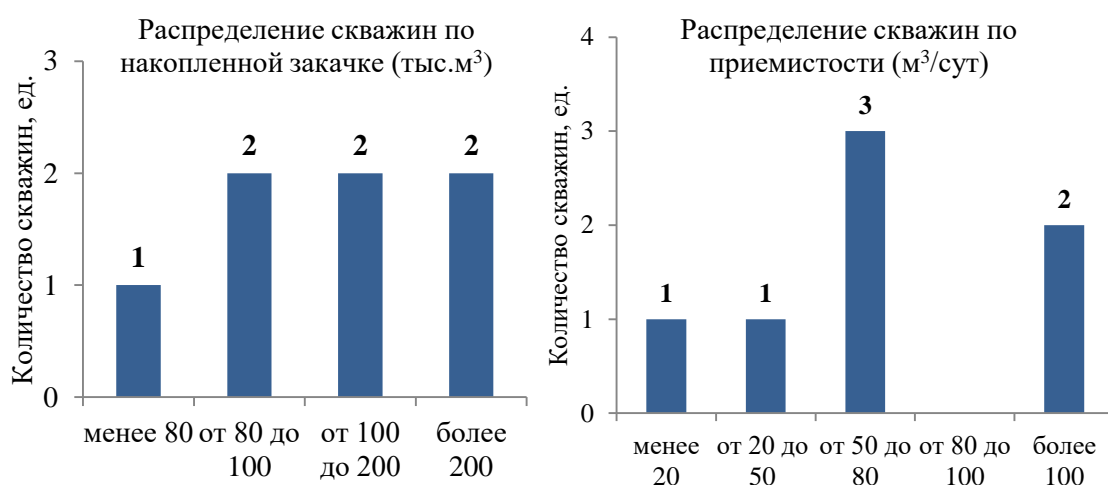 Распределение скважин по
накопленной закачке (тыс.м³)
Количество скважин, ед.
3
2
1
0
1
2
2
2
менее 80
от 80 до
100
от 100
до 200
более
200
Распределение скважин по
приемистости (м³/сут)
Количество скважин, ед.
4
3
2
1
0
1
1
3
2
менее
20
от 20 до
50
от 50 до
80
от 80 до
100
более
100